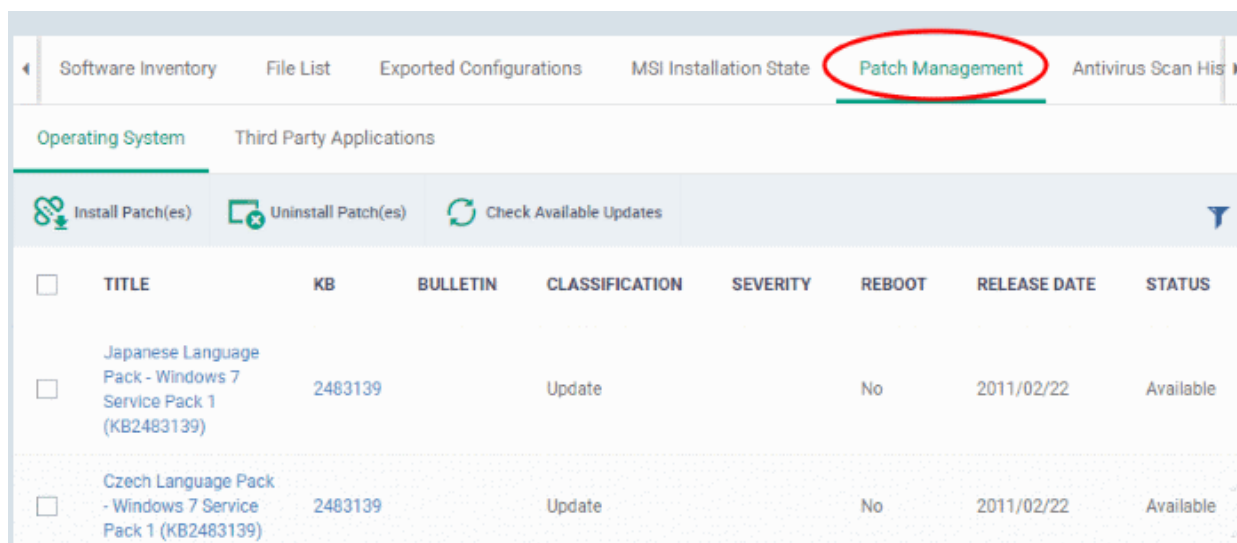 Software Inventory File List Exported Configurations MSI Installation State Patch Management Antivirus Scan His
Operating System Third Party Applications
Install Patch(es) Uninstall Patch(es) Check Available Updates
TITLE KB BULLETIN CLASSIFICATION SEVERITY REBOOT RELEASE DATE STATUS
Japanese Language
Pack - Windows 7
Service Pack 1
(KB2483139)
2483139 Update No 2011/02/22 Available
Czech Language Pack
- Windows 7 Service
Pack 1 (KB2483139)
2483139 Update No 2011/02/22 Available